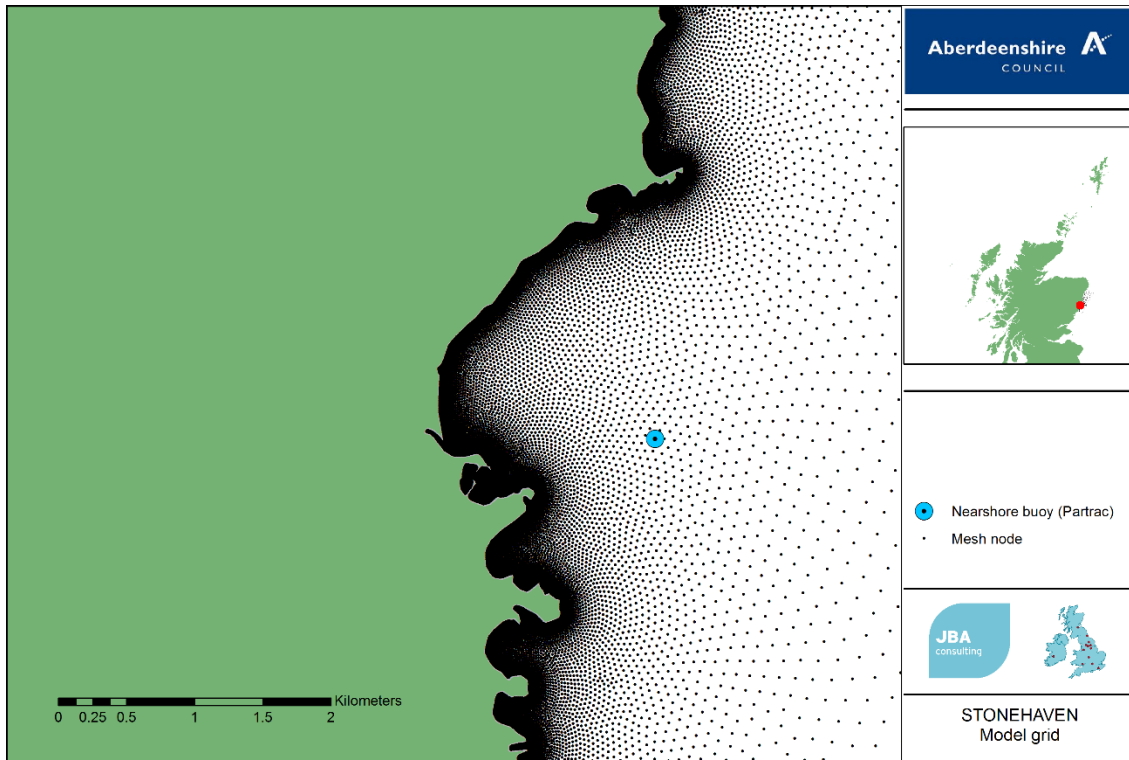 Aberdeenshire
COUNCIL
Nearshore buoy (Partrac)
Mesh node
JBA
consulting
Kilometers
0 0.25 0.5 1 1.5 2
STONEHAVEN
Model grid